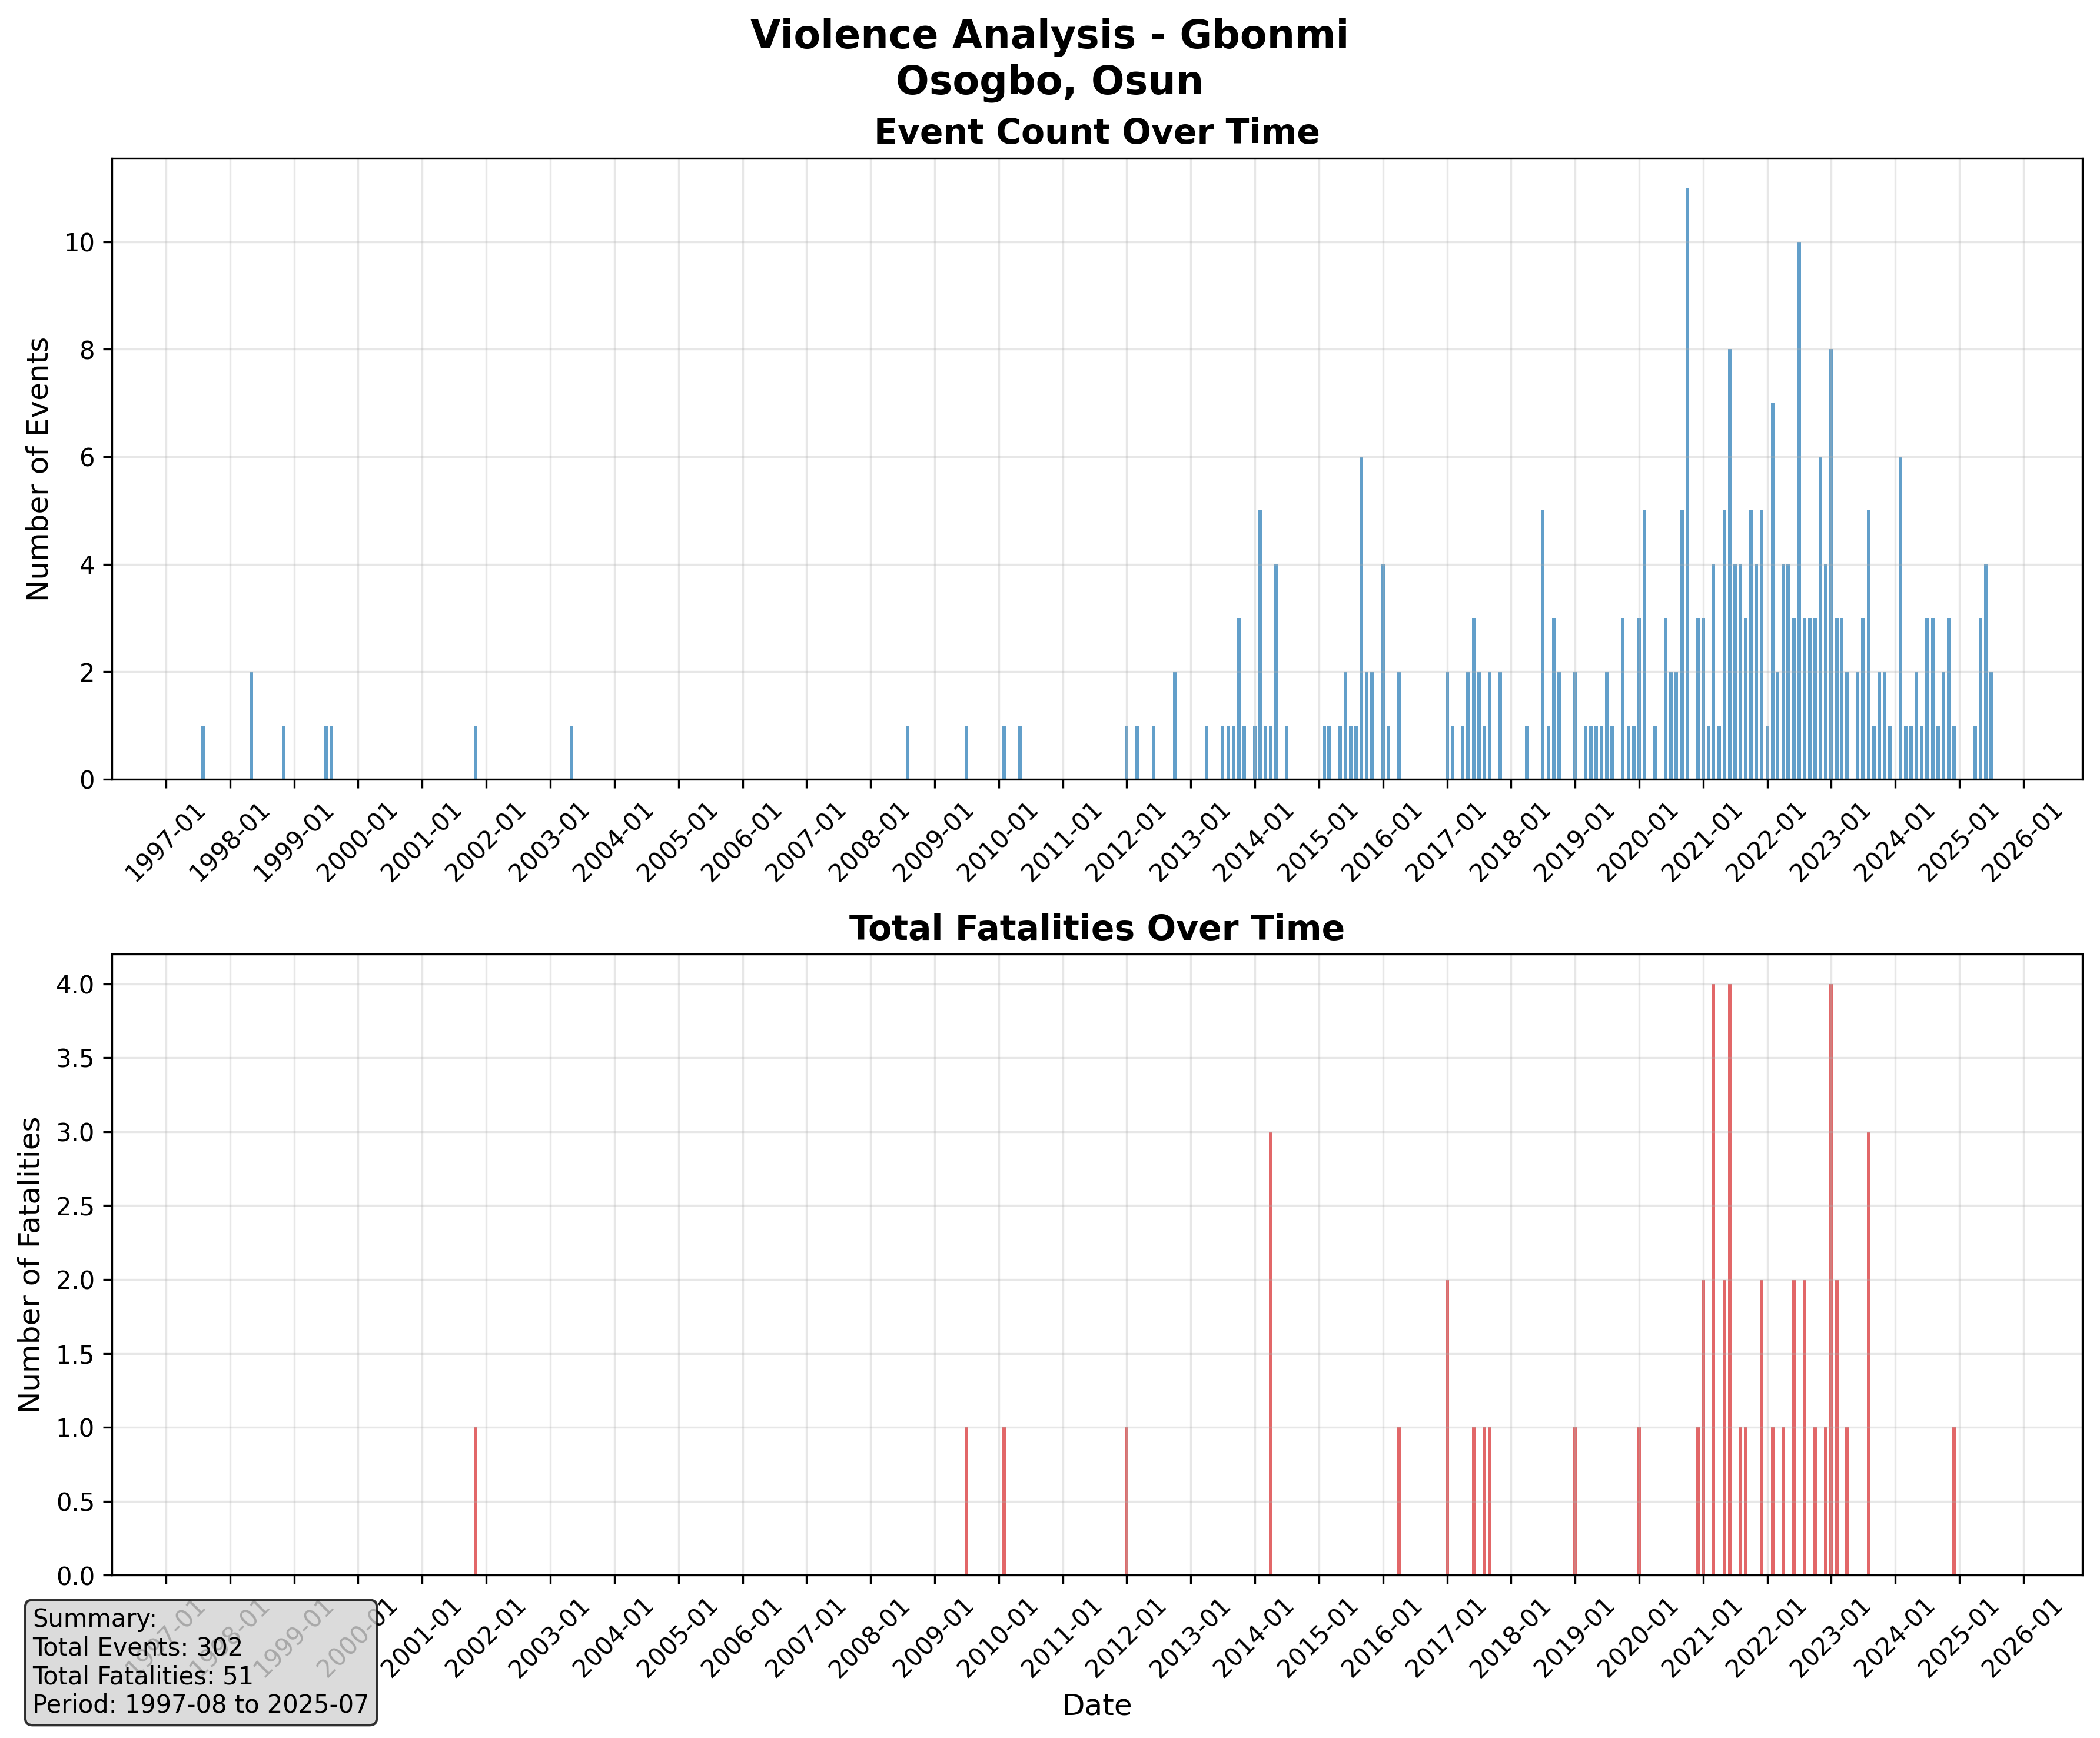 Violence Analysis - Gbonmi
Osogbo, Osun
Event Count Over Time
Number of Events
10
8
6
4
2
0
1997-01 1998-01 1999-01 2000-01 2001-01 2002-01 2003-01 2004-01 2005-01 2006-01 2007-01 2008-01 2009-01 2010-01 2011-01 2012-01 2013-01 2014-01 2015-01 2016-01 2017-01 2018-01 2019-01 2020-01 2021-01 2022-01 2023-01 2024-01 2025-01 2026-01
Total Fatalities Over Time
Number of Fatalities
4.0
3.5
3.0
2.5
2.0
1.5
1.0
0.5
0.0
1997-01 1998-01 1999-01 2000-01 2001-01 2002-01 2003-01 2004-01 2005-01 2006-01 2007-01 2008-01 2009-01 2010-01 2011-01 2012-01 2013-01 2014-01 2015-01 2016-01 2017-01 2018-01 2019-01 2020-01 2021-01 2022-01 2023-01 2024-01 2025-01 2026-01
Date
Summary:
Total Events: 302
Total Fatalities: 51
Period: 1997-08 to 2025-07